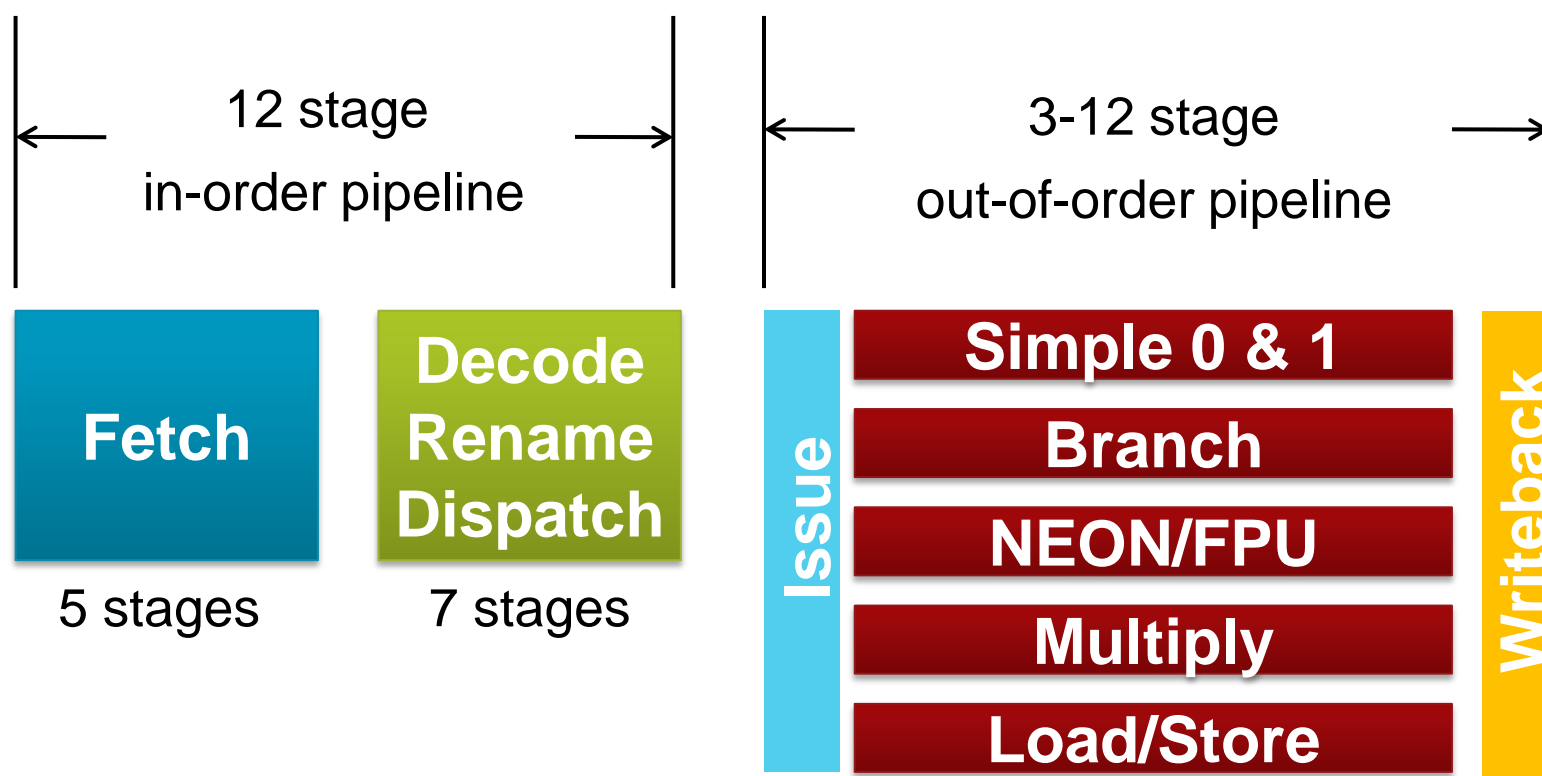 12 stage
in-order pipeline
3-12 stage
out-of-order pipeline
Fetch
5 stages
Decode
Rename
Dispatch
7 stages
Issue
Simple 0 & 1
Branch
NEON/FPU
Multiply
Load/Store
Writeback